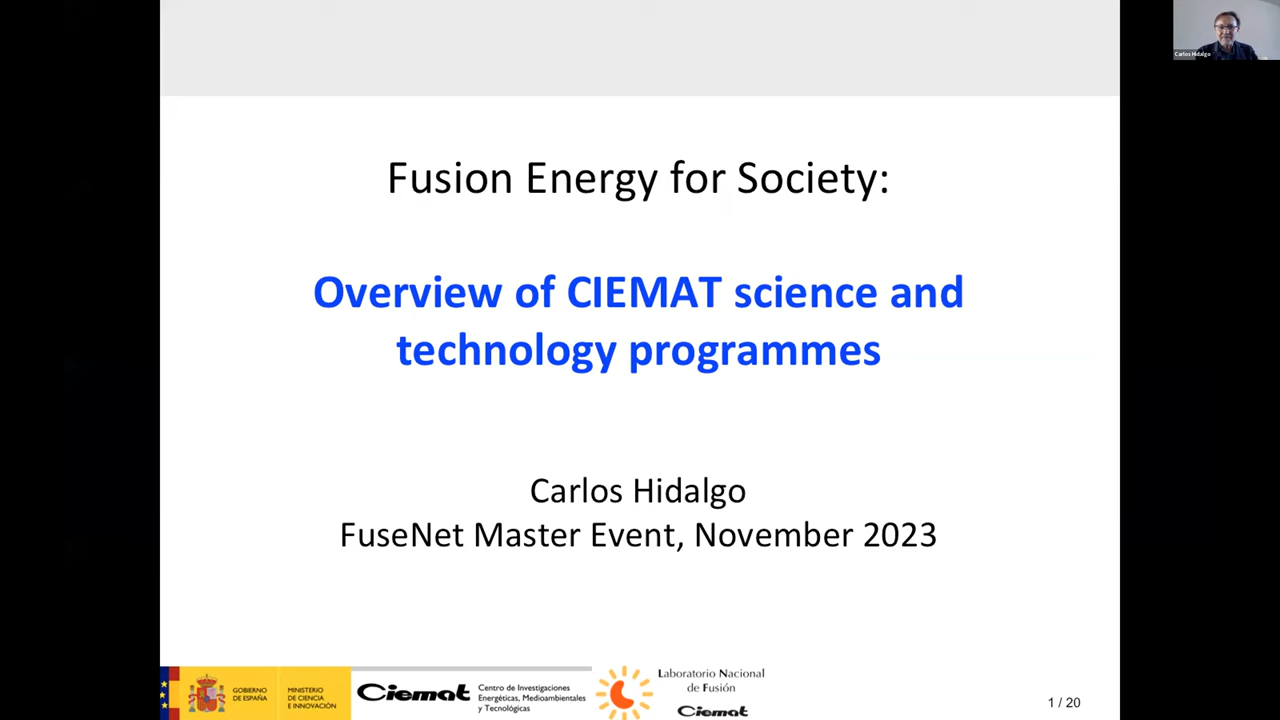 Carlos Hidalgo
Fusion Energy for Society:
Overview of CIEMAT science and
technology programmes
Carlos Hidalgo
FuseNet Master Event, November 2023
GOBIERNO
DE ESPAÑA
MINISTERIO
DE CIENCIA
E INNOVACIÓN
Ciemat
Centro de Investigaciones
Energéticas, Medioambientales
y Tecnológicas
Laboratorio Nacional
de Fusión
Ciemat
1 / 20